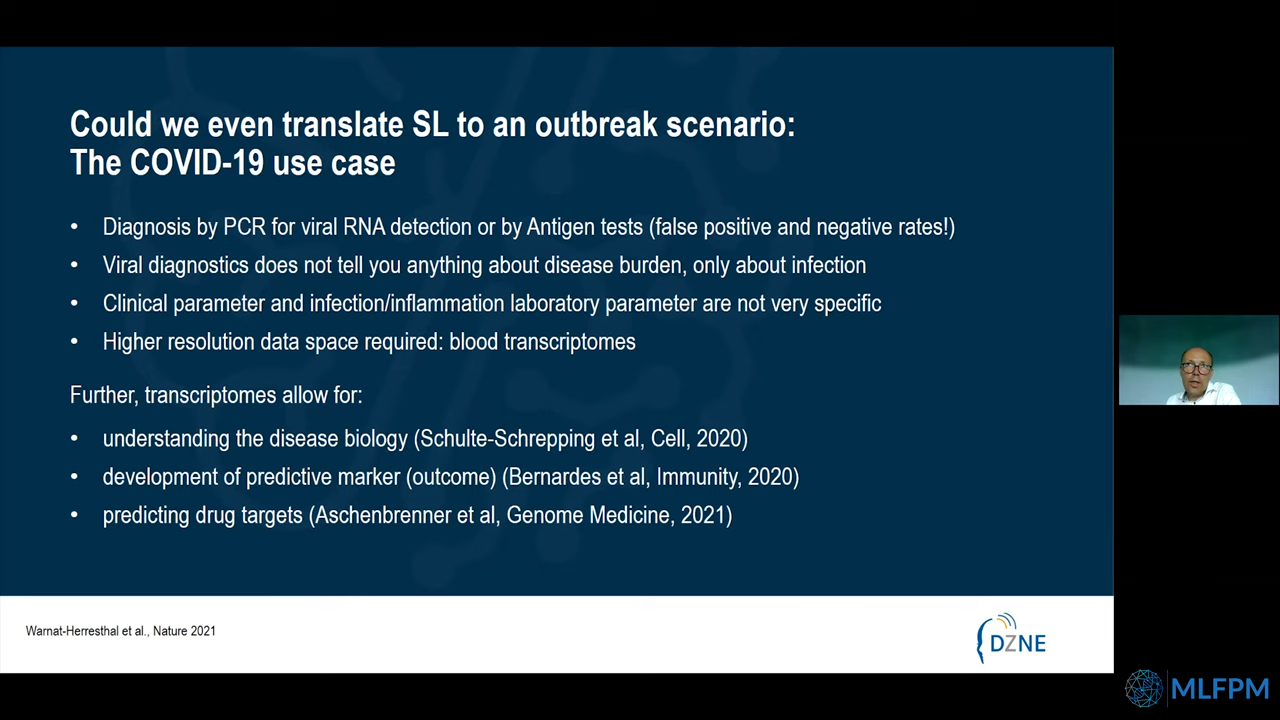 Could we even translate SL to an outbreak scenario:
The COVID-19 use case
• Diagnosis by PCR for viral RNA detection or by Antigen tests (false positive and negative rates!)
• Viral diagnostics does not tell you anything about disease burden, only about infection
• Clinical parameter and infection/inflammation laboratory parameter are not very specific
• Higher resolution data space required: blood transcriptomes
Further, transcriptomes allow for:
• understanding the disease biology (Schulte-Schrepping et al, Cell, 2020)
• development of predictive marker (outcome) (Bernardes et al, Immunity, 2020)
• predicting drug targets (Aschenbrenner et al, Genome Medicine, 2021)
Warnat-Herresthal et al., Nature 2021
DZNE
MLFPM